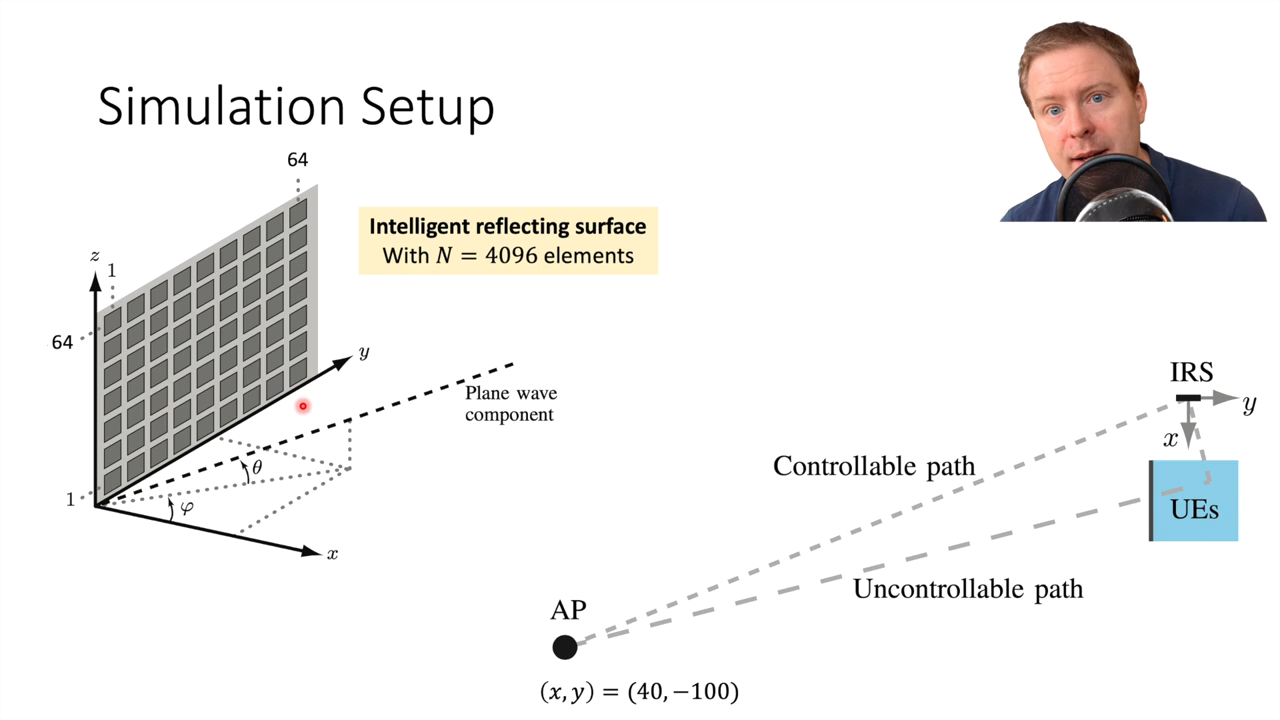 Simulation Setup
64
Intelligent reflecting surface
With N = 4096 elements
z
1
64
y
Plane wave
component
θ
φ
1
x
IRS
y
x
Controllable path
UEs
Uncontrollable path
AP
(x, y) = (40, −100)